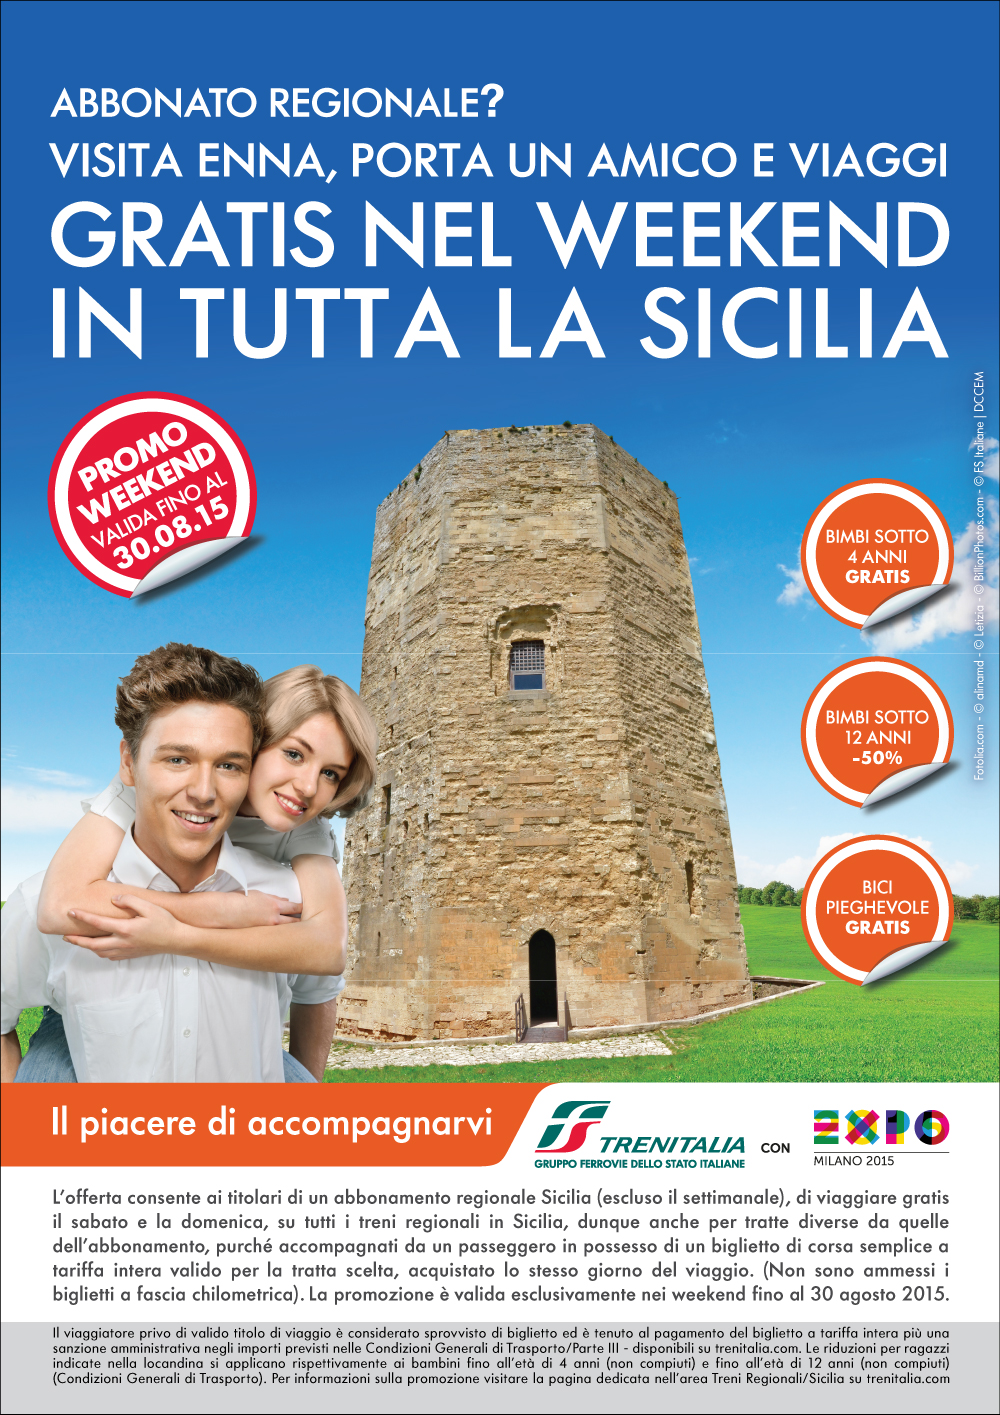 ABBONATO REGIONALE?
VISITA ENNA, PORTA UN AMICO E VIAGGI
GRATIS NEL WEEKEND
IN TUTTA LA SICILIA
PROMO
WEEKEND
VALIDA FINO AL
30.08.15
BIMBI SOTTO
4 ANNI
GRATIS
BIMBI SOTTO
12 ANNI
-50%
BICI
PIEGHEVOLE
GRATIS
Fotolia.com - © alinamd - © Letizia - © BillionPhotos.com - © FS Italiane | DCCEM
Il piacere di accompagnarvi
TRENITALIA
GRUPPO FERROVIE DELLO STATO ITALIANE
CON
EXPO
MILANO 2015
L'offerta consente ai titolari di un abbonamento regionale Sicilia (escluso il settimanale), di viaggiare gratis
il sabato e la domenica, su tutti i treni regionali in Sicilia, dunque anche per tratte diverse da quelle
dell'abbonamento, purché accompagnati da un passeggero in possesso di un biglietto di corsa semplice a
tariffa intera valido per la tratta scelta, acquistato lo stesso giorno del viaggio. (Non sono ammessi i
biglietti a fascia chilometrica). La promozione è valida esclusivamente nei weekend fino al 30 agosto 2015.
Il viaggiatore privo di valido titolo di viaggio è considerato sprovvisto di biglietto ed è tenuto al pagamento del biglietto a tariffa intera più una
sanzione amministrativa negli importi previsti nelle Condizioni Generali di Trasporto/Parte III - disponibili su trenitalia.com. Le riduzioni per ragazzi
indicate nella locandina si applicano rispettivamente ai bambini fino all'età di 4 anni (non compiuti) e fino all'età di 12 anni (non compiuti)
(Condizioni Generali di Trasporto). Per informazioni sulla promozione visitare la pagina dedicata nell'area Treni Regionali/Sicilia su trenitalia.com